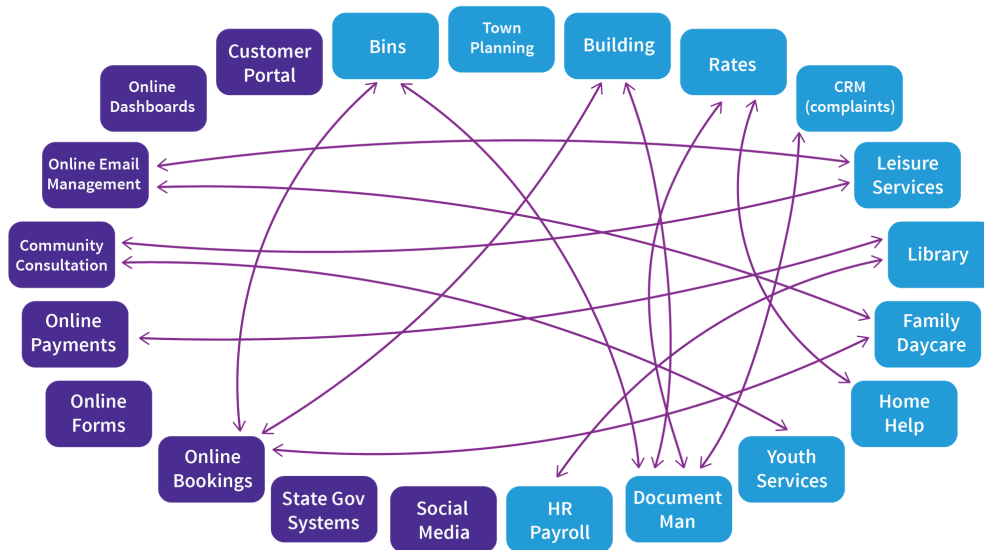 Bins
Town
Planning
Building
Rates
CRM
(complaints)
Leisure
Services
Library
Family
Daycare
Home
Help
Youth
Services
Document
Man
HR
Payroll
Social
Media
State Gov
Systems
Online
Bookings
Online
Forms
Online
Payments
Community
Consultation
Online Email
Management
Online
Dashboards
Customer
Portal